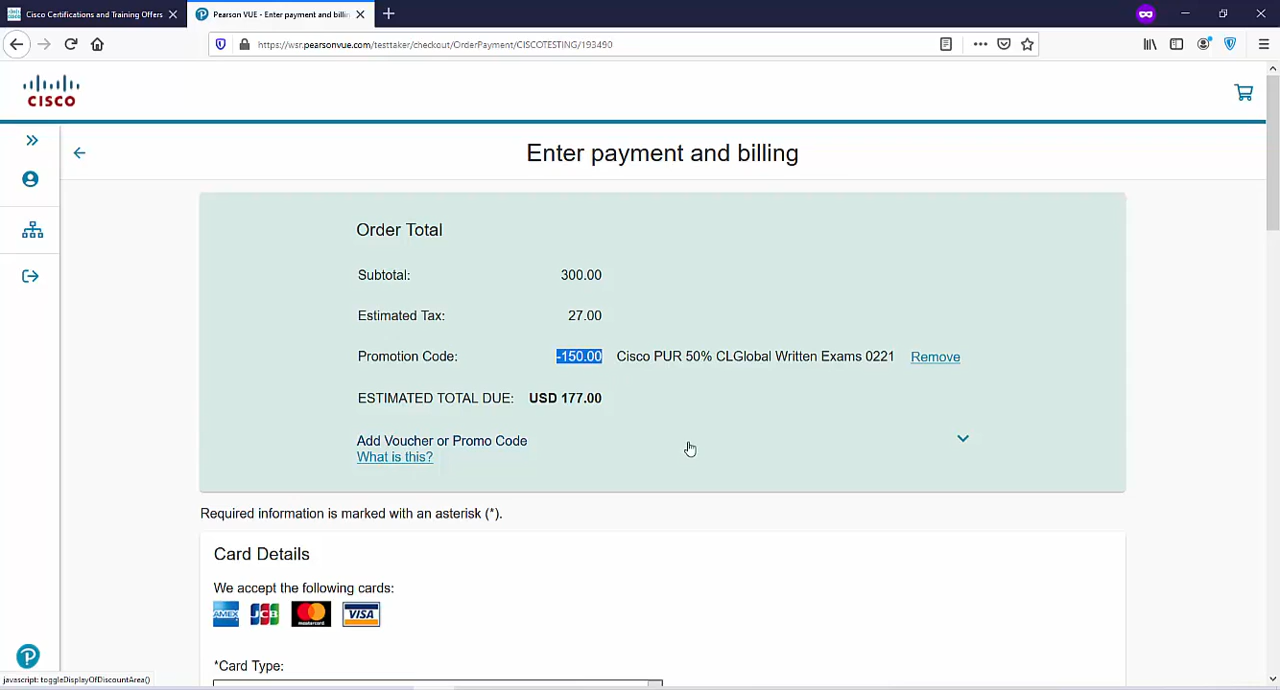 Cisco Certifications and Training Offers
Pearson VUE - Enter payment and billi
https://wsr.pearsonvue.com/testtaker/checkout/OrderPayment/CISCOTESTING/193490
CISCO
Enter payment and billing
Order Total
Subtotal: 300.00
Estimated Tax: 27.00
Promotion Code: -150.00 Cisco PUR 50% CLGlobal Written Exams 0221 Remove
ESTIMATED TOTAL DUE: USD 177.00
Add Voucher or Promo Code
What is this?
Required information is marked with an asterisk (*).
Card Details
We accept the following cards:
AMEX JCB mastercard VISA
*Card Type:
javascript: toggleDisplayOfDiscountArea()